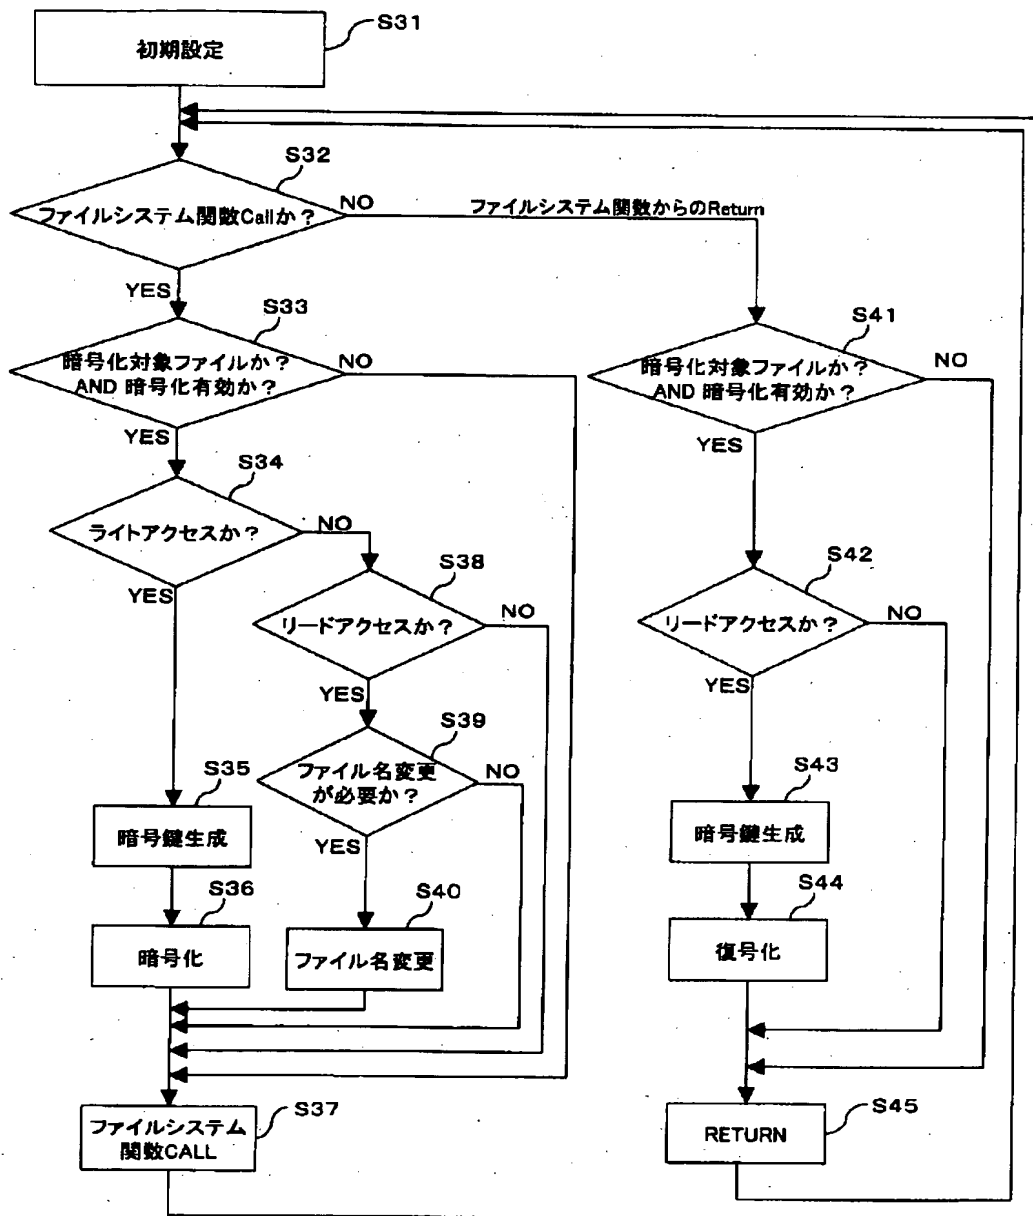 S31
初期設定
S32
ファイルシステム関数Callか?
NO
ファイルシステム関数からのReturn
YES
S33
暗号化対象ファイルか?
AND 暗号化有効か?
NO
YES
S34
ライトアクセスか?
NO
YES
S38
リードアクセスか?
NO
YES
S39
ファイル名変更
が必要か?
NO
YES
S35
暗号鍵生成
S36
暗号化
S40
ファイル名変更
S37
ファイルシステム
関数CALL
S41
暗号化対象ファイルか?
AND 暗号化有効か?
NO
YES
S42
リードアクセスか?
NO
YES
S43
暗号鍵生成
S44
復号化
S45
RETURN